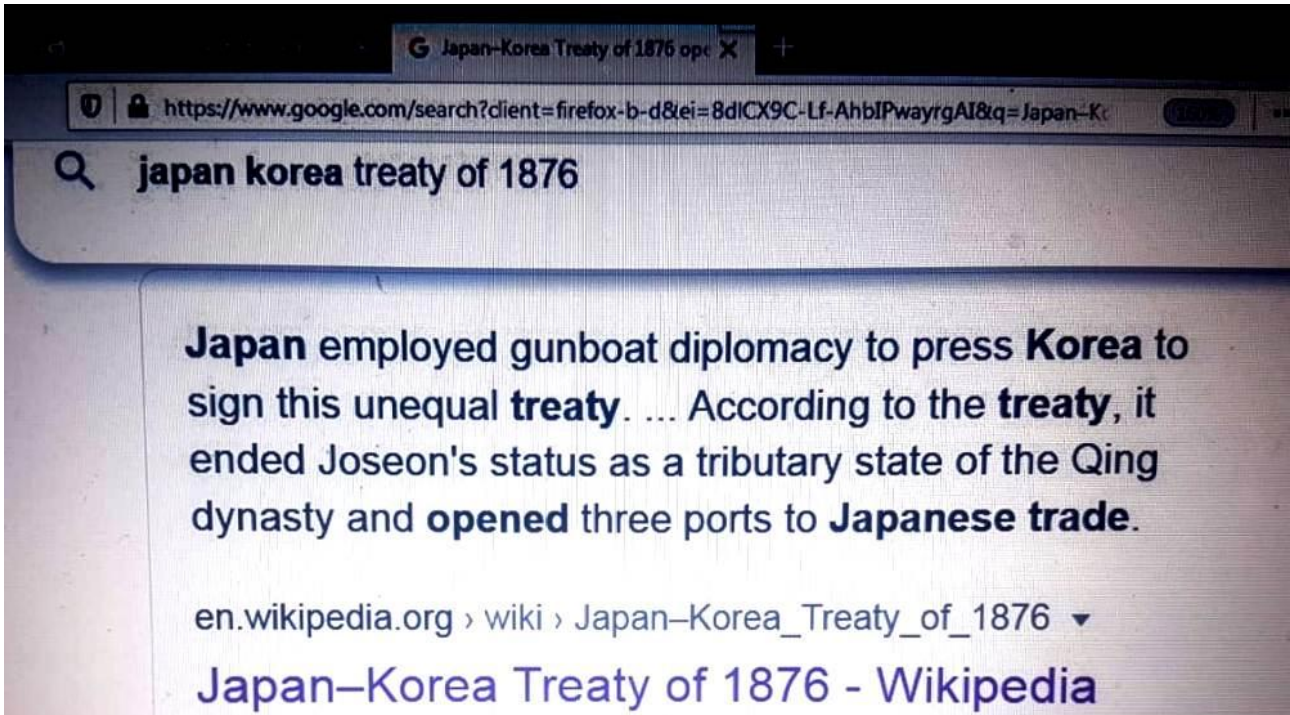 G Japan–Korea Treaty of 1876 ope
https://www.google.com/search?client=firefox-b-d&ei=8dICX9C-Lf-AhbIPwayrgAI&q=Japan–Ko
japan korea treaty of 1876
Japan employed gunboat diplomacy to press Korea to
sign this unequal treaty. ... According to the treaty, it
ended Joseon's status as a tributary state of the Qing
dynasty and opened three ports to Japanese trade.
en.wikipedia.org › wiki › Japan–Korea_Treaty_of_1876
Japan–Korea Treaty of 1876 - Wikipedia